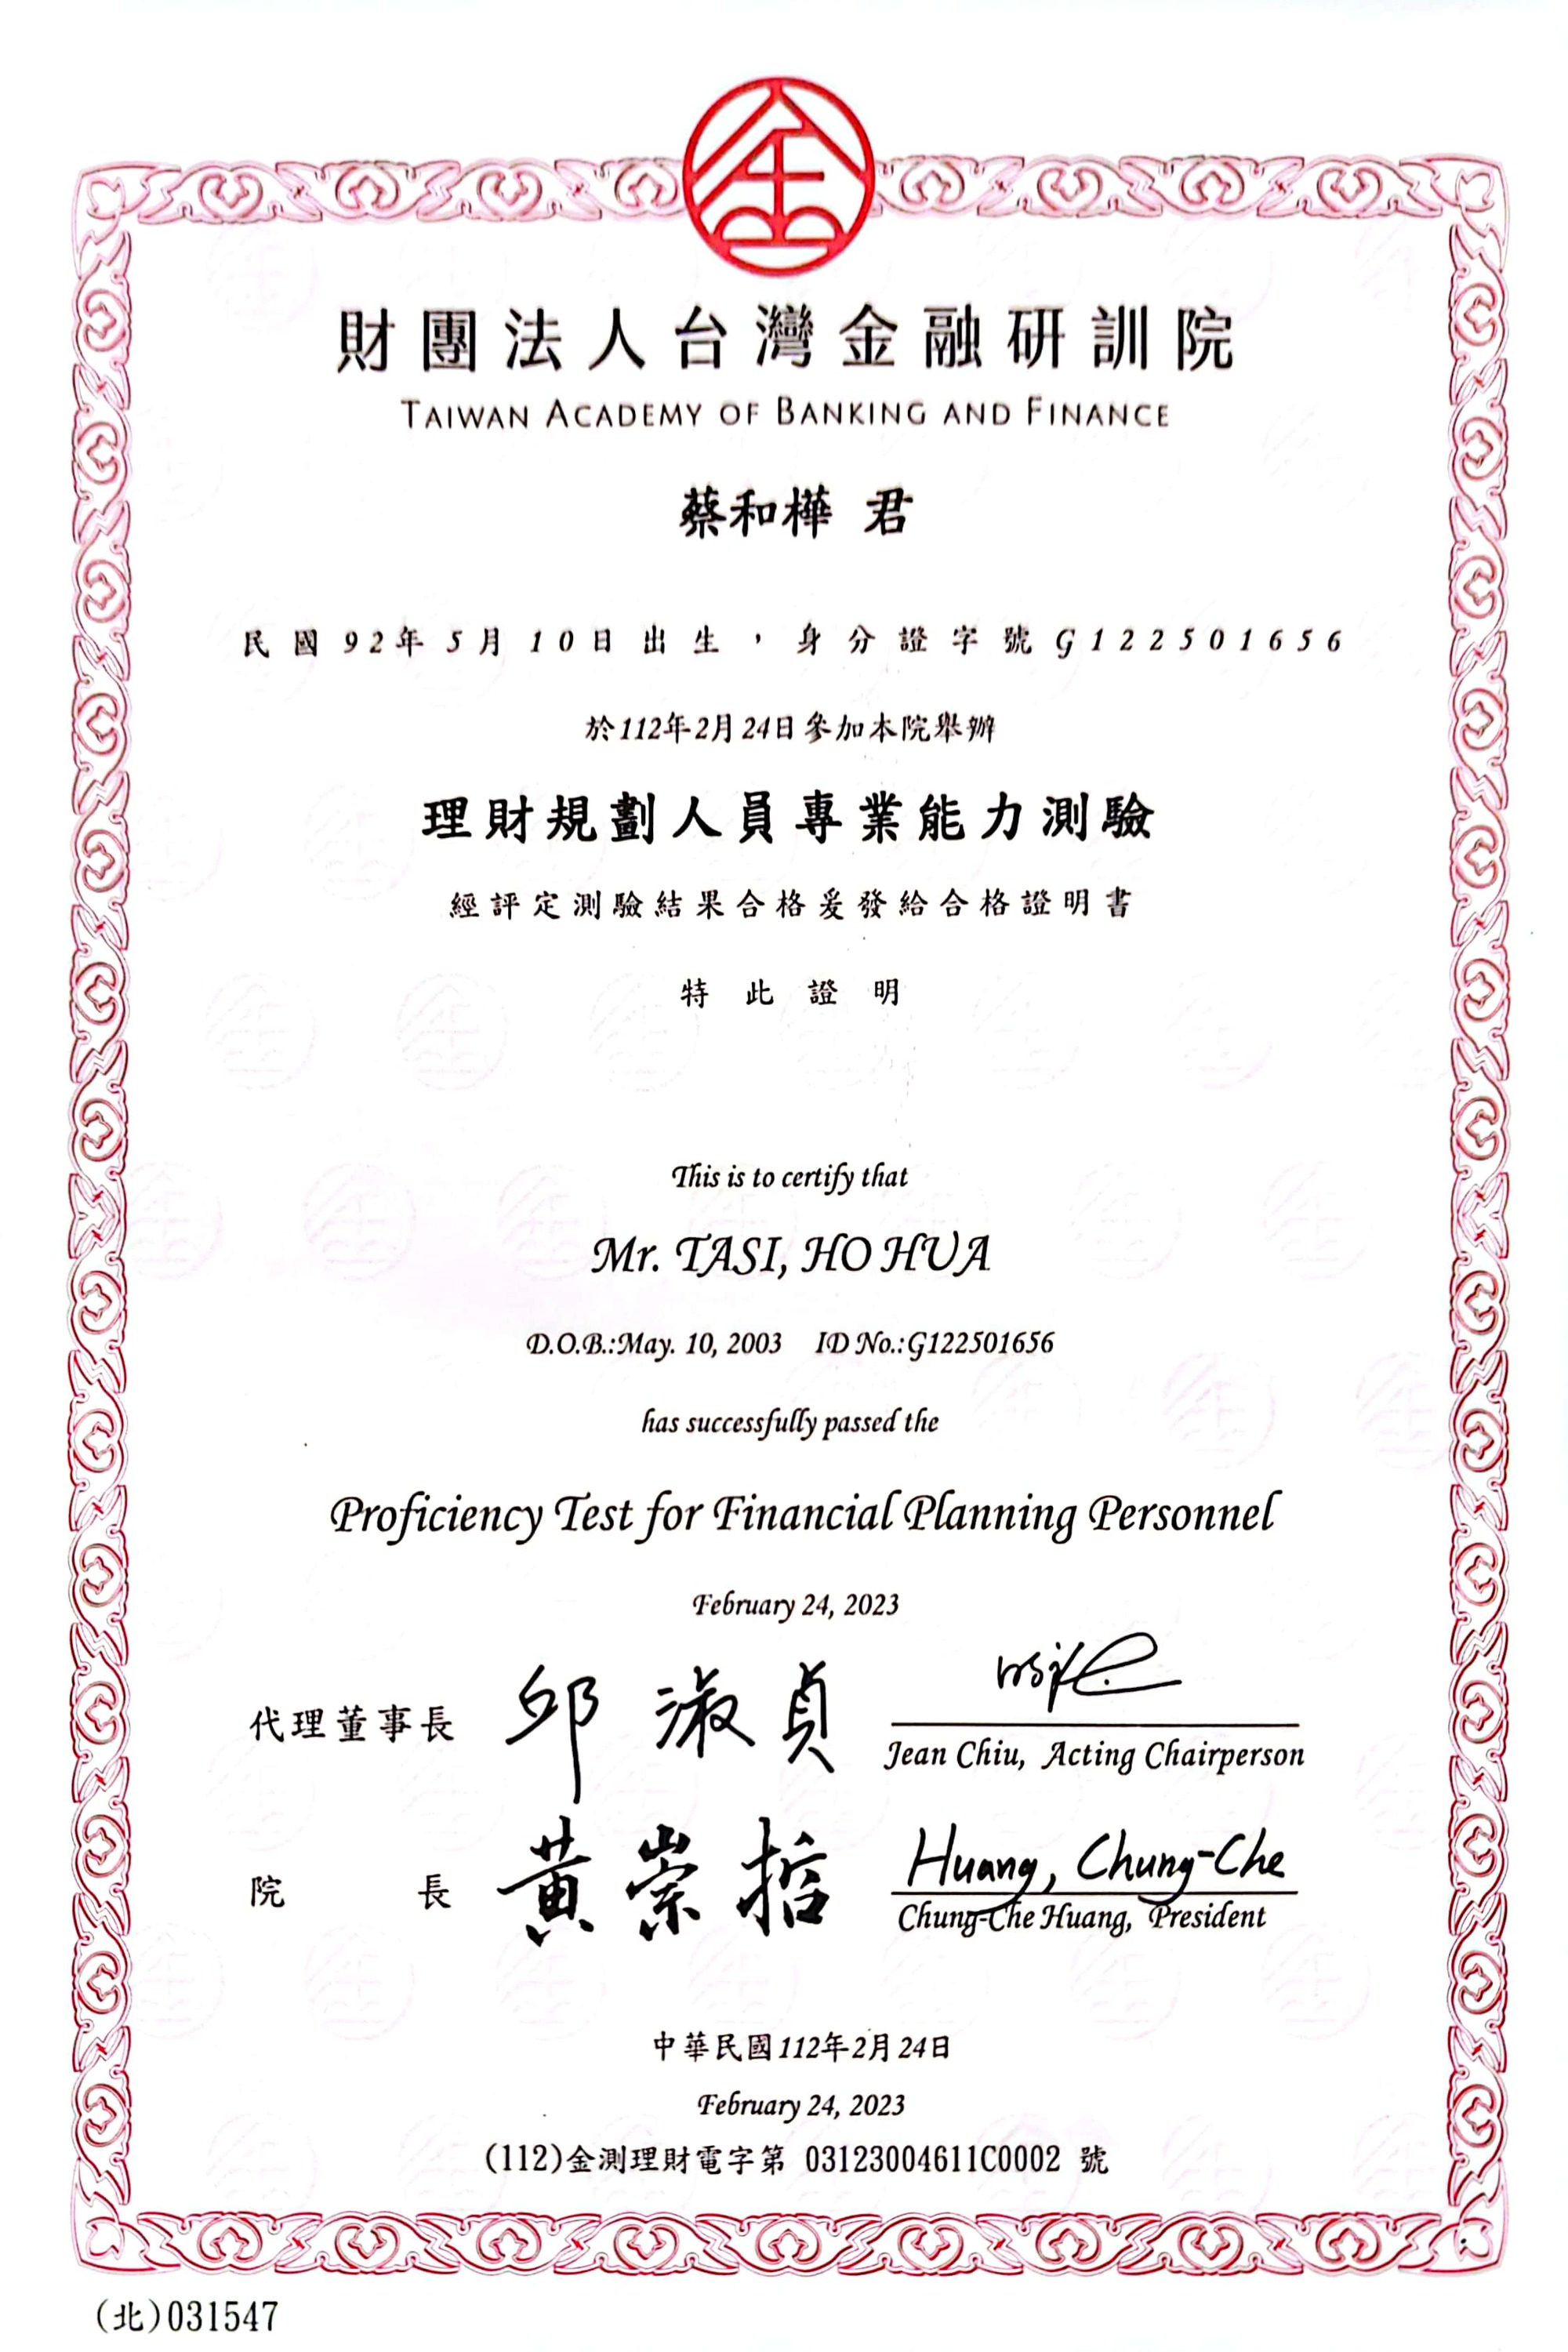 財團法人台灣金融研訓院
TAIWAN ACADEMY OF BANKING AND FINANCE
蔡和樺 君
民國92年5月10日出生，身分證字號G122501656
於112年2月24日參加本院舉辦
理財規劃人員專業能力測驗
經評定測驗結果合格爰發給合格證明書
特此證明
This is to certify that
Mr. TASI, HO HUA
D.O.B.:May. 10, 2003 ID No.:G122501656
has successfully passed the
Proficiency Test for Financial Planning Personnel
February 24, 2023
代理董事長 邱淑貞
Jean Chiu, Acting Chairperson
院長 黃崇哲 Huang, Chung-Che
Chung-Che Huang, President
中華民國112年2月24日
February 24, 2023
(112)金測理財電字第 03123004611C0002 號
(北)031547